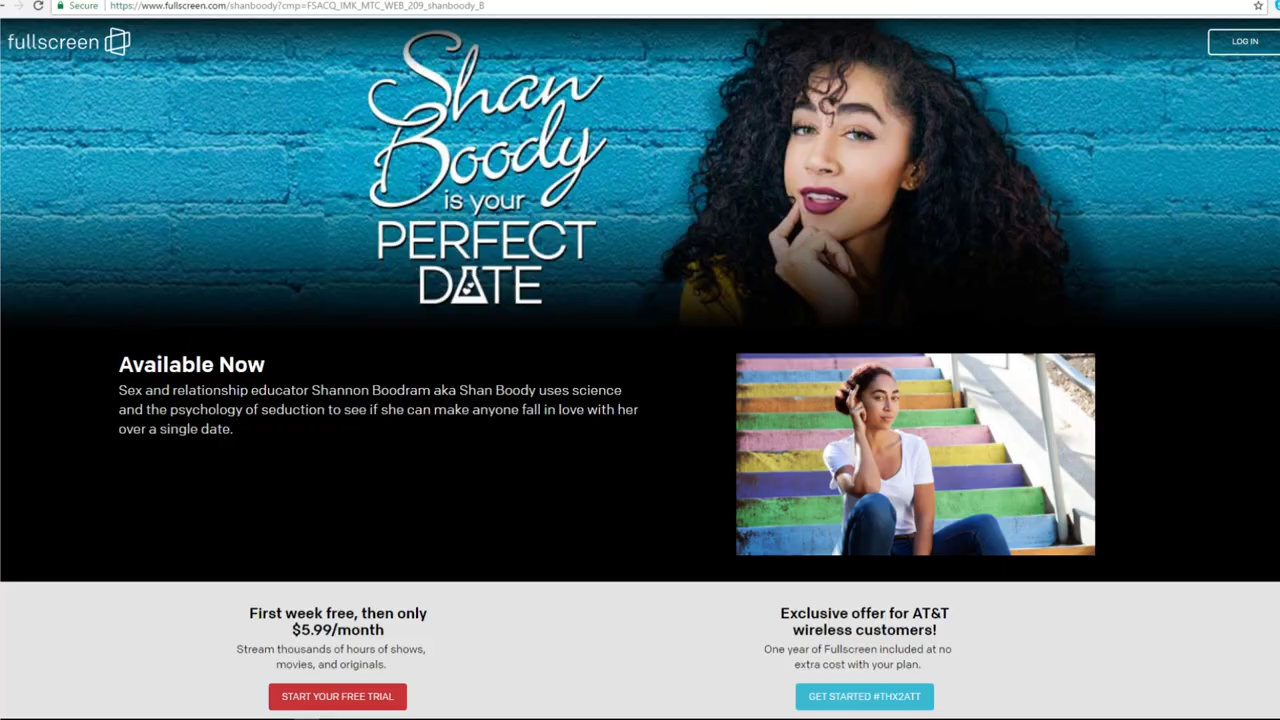 Secure https://www.fullscreen.com/shanboody?cmp=FSACQ_IMK_MTC_WEB_209_shanboody_B
fullscreen
LOG IN
Shan
Boody
is your
PERFECT
DATE
Available Now
Sex and relationship educator Shannon Boodram aka Shan Boody uses science
and the psychology of seduction to see if she can make anyone fall in love with her
over a single date.
First week free, then only
$5.99/month
Stream thousands of hours of shows,
movies, and originals.
START YOUR FREE TRIAL
Exclusive offer for AT&T
wireless customers!
One year of Fullscreen included at no
extra cost with your plan.
GET STARTED #THX2ATT